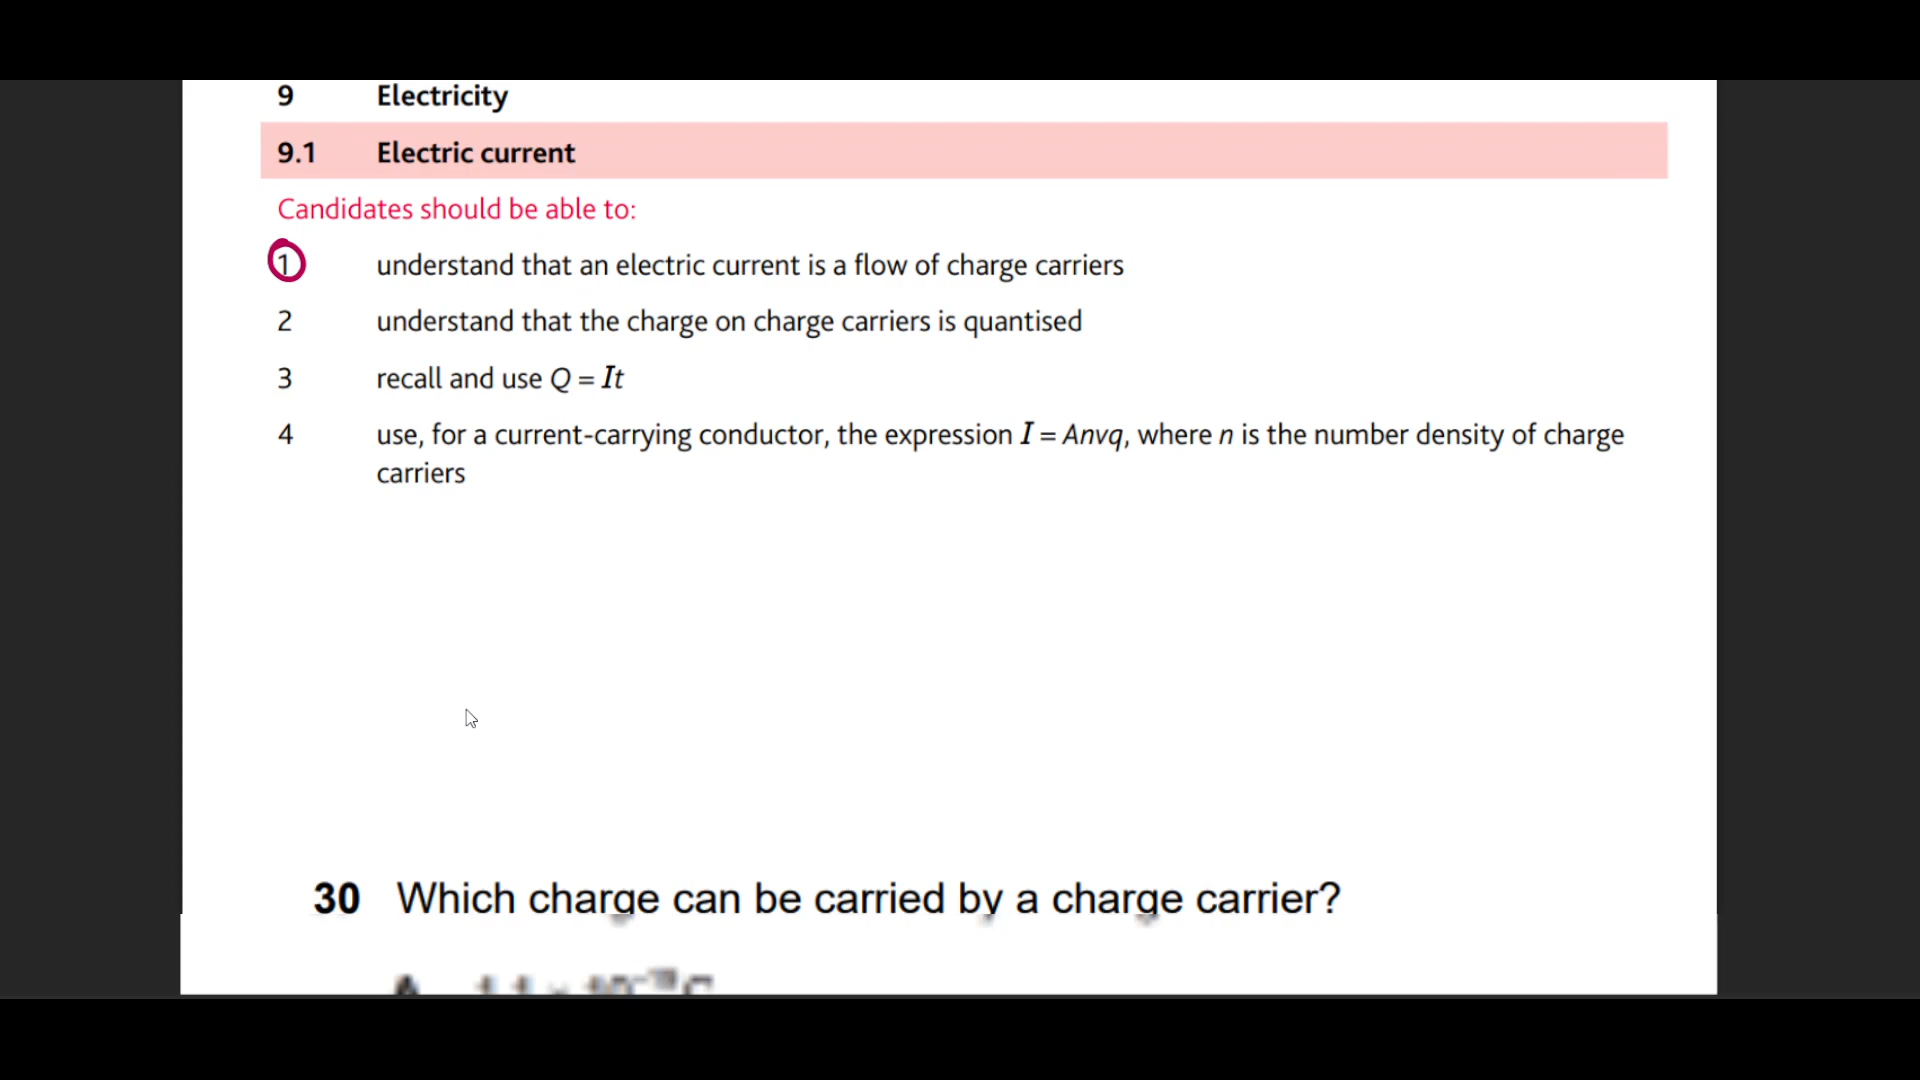 9 Electricity
9.1 Electric current
Candidates should be able to:
1 understand that an electric current is a flow of charge carriers
2 understand that the charge on charge carriers is quantised
3 recall and use Q = It
4 use, for a current-carrying conductor, the expression I = Anvq, where n is the number density of charge
carriers
30 Which charge can be carried by a charge carrier?